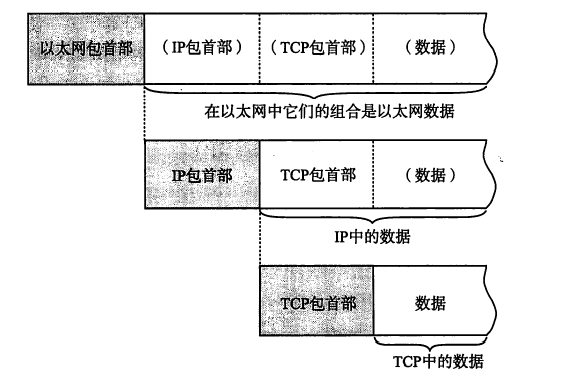 以太网包首部 （IP包首部） （TCP包首部） （数据）
在以太网中它们的组合是以太网数据
IP包首部 TCP包首部 （数据）
IP中的数据
TCP包首部 数据
TCP中的数据